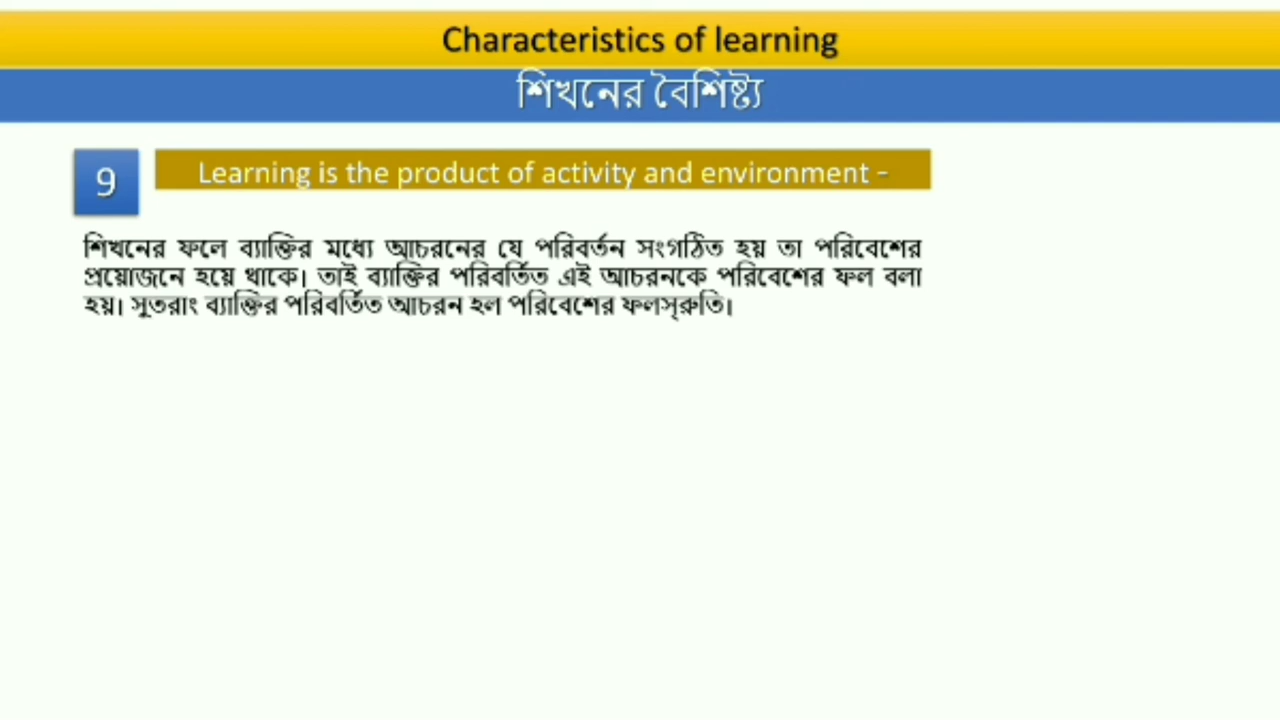 Characteristics of learning
শিখনের বৈশিষ্ট্য
9
Learning is the product of activity and environment -
শিখনের ফলে ব্যাক্তির মধ্যে আচরনের যে পরিবর্তন সংগঠিত হয় তা পরিবেশের
প্রয়োজনে হয়ে থাকে। তাই ব্যাক্তির পরিবর্তিত এই আচরনকে পরিবেশের ফল বলা
হয়। সুতরাং ব্যাক্তির পরিবর্তিত আচরন হল পরিবেশের ফলসৃরুতি।